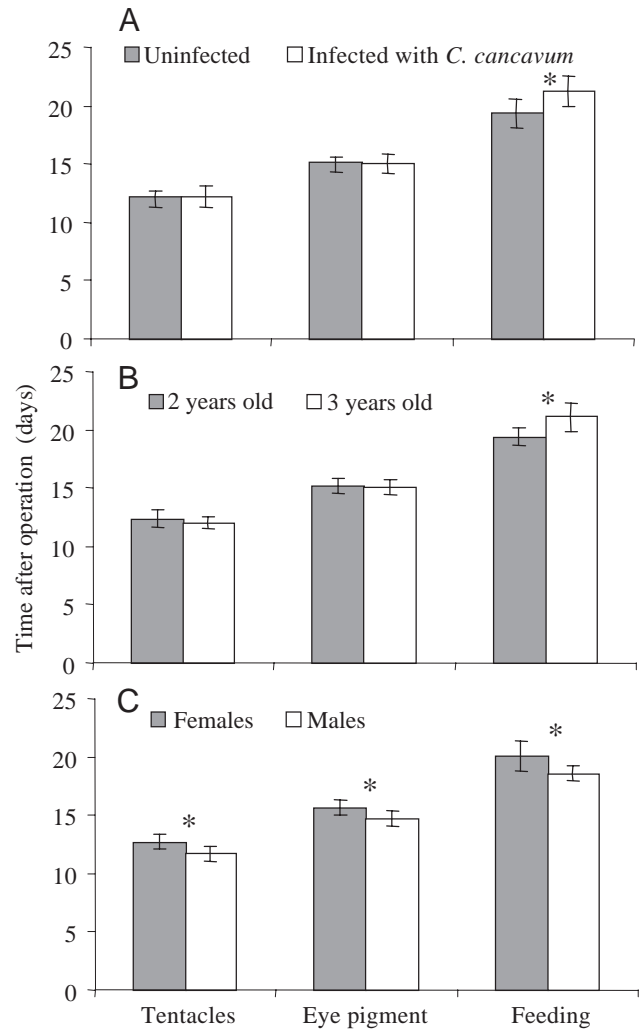 A
Uninfected Infected with C. cancavum
25
20
*
15
10
5
0
B
2 years old 3 years old
25
20
*
15
10
5
0
Time after operation (days)
C
Females Males
25
20
*
*
*
15
10
5
0
Tentacles Eye pigment Feeding